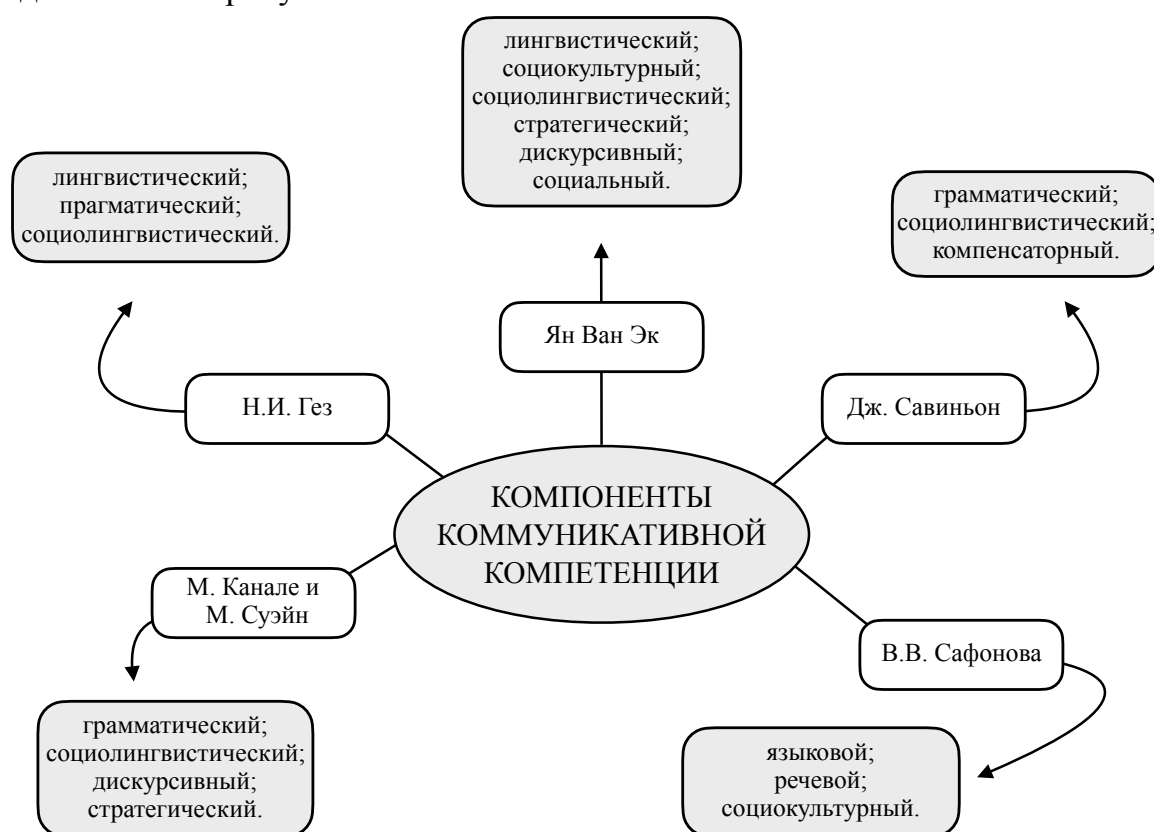 лингвистический;
социокультурный;
социолингвистический;
стратегический;
дискурсивный;
социальный.
лингвистический;
прагматический;
социолингвистический.
грамматический;
социолингвистический;
компенсаторный.
Ян Ван Эк
Н.И. Гез
Дж. Савиньон
КОМПОНЕНТЫ
КОММУНИКАТИВНОЙ
КОМПЕТЕНЦИИ
М. Канале и
М. Суэйн
В.В. Сафонова
грамматический;
социолингвистический;
дискурсивный;
стратегический.
языковой;
речевой;
социокультурный.